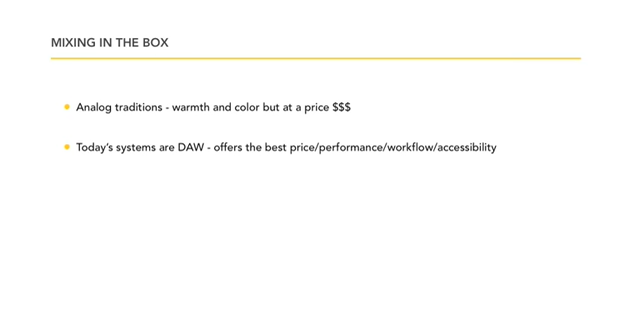 MIXING IN THE BOX
Analog traditions - warmth and color but at a price $$$
Today's systems are DAW - offers the best price/performance/workflow/accessibility